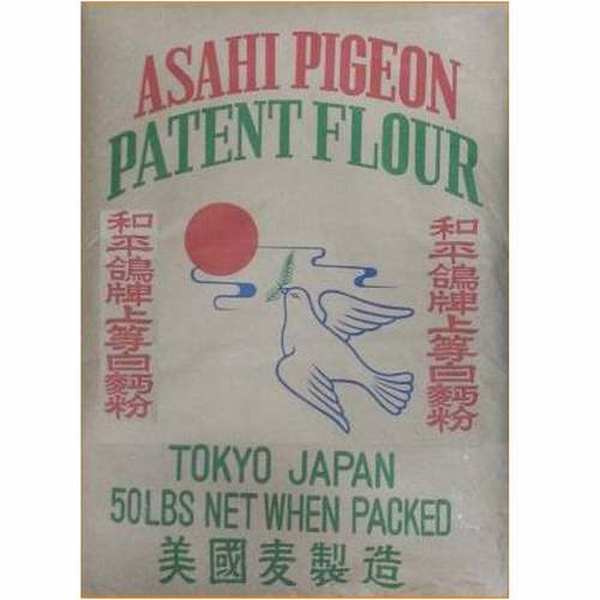 ASAHI PIGEON
PATENT FLOUR
和平鴿牌上等白麪粉
和平鴿牌上等白麪粉
TOKYO JAPAN
50LBS NET WHEN PACKED
美國麦製造